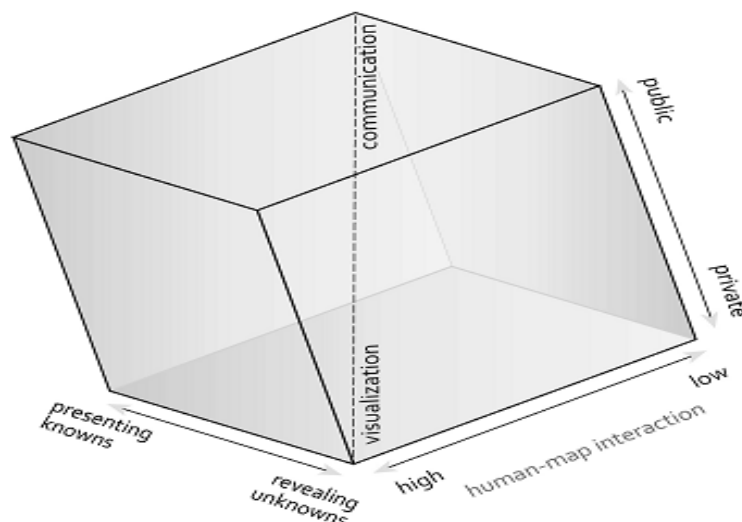 communication
public
private
visualization
low
presenting
knowns
human-map interaction
high
revealing
unknowns